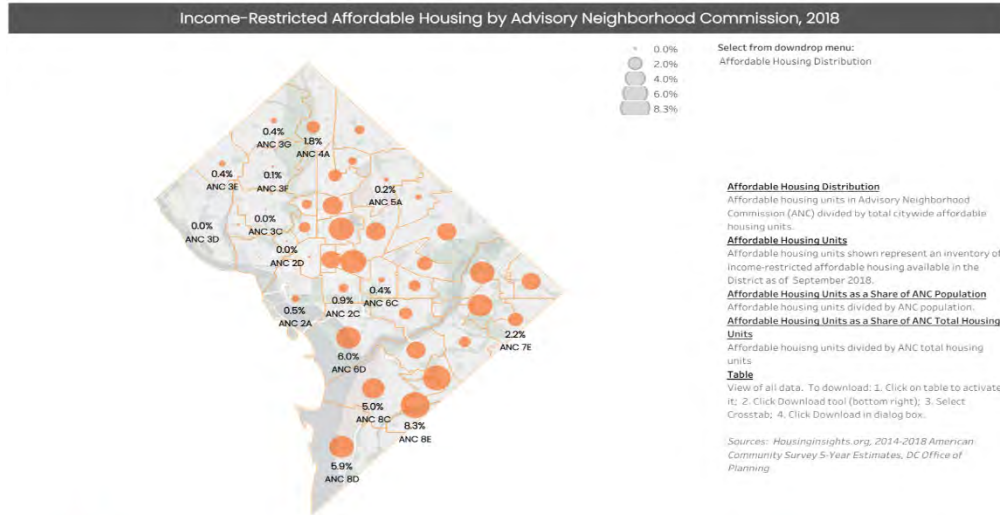 Income-Restricted Affordable Housing by Advisory Neighborhood Commission, 2018
0.0%
2.0%
4.0%
6.0%
8.3%
Select from downdrop menu:
Affordable Housing Distribution
0.4%
ANC 3G
1.8%
ANC 4A
0.4%
ANC 3E
0.1%
ANC 3F
0.2%
ANC 5A
0.0%
ANC 3D
0.0%
ANC 3C
0.0%
ANC 2D
0.5%
ANC 2A
0.9%
ANC 2C
0.4%
ANC 6C
2.2%
ANC 7E
6.0%
ANC 6D
5.0%
ANC 8C
8.3%
ANC 8E
5.9%
ANC 8D
Affordable Housing Distribution
Affordable housing units in Advisory Neighborhood
Commission (ANC) divided by total citywide affordable
housing units.
Affordable Housing Units
Affordable housing units shown represent an inventory of
income-restricted affordable housing available in the
District as of September 2018.
Affordable Housing Units as a Share of ANC Population
Affordable housing units divided by ANC population.
Affordable Housing Units as a Share of ANC Total Housing
Units
Affordable houisng units divided by ANC total housing
units
Table
View of all data. To download: 1. Click on table to activate
it; 2. Click Download tool (bottom right); 3. Select
Crosstab; 4. Click Download in dialog box.
Sources: Housinginsights.org, 2014-2018 American
Community Survey 5-Year Estimates, DC Office of
Planning